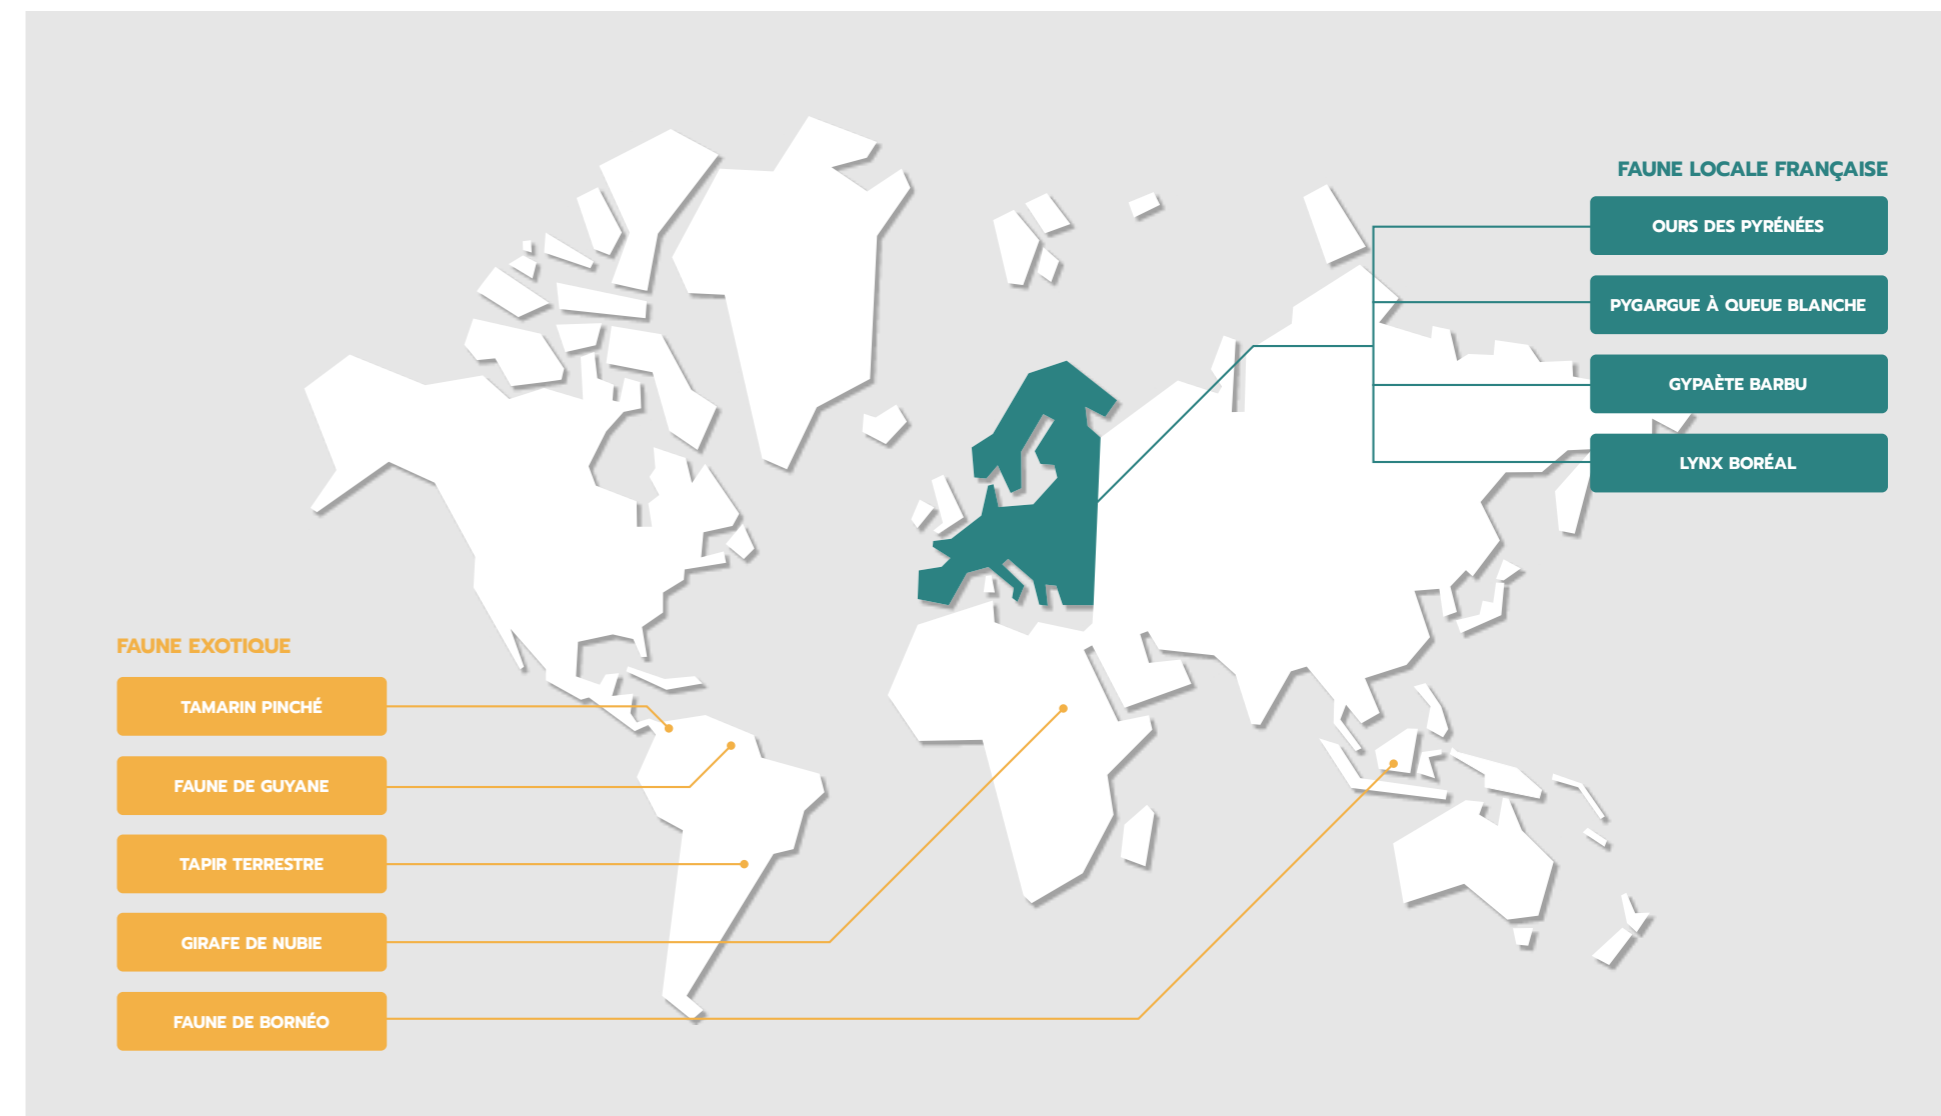 FAUNE LOCALE FRANÇAISE
OURS DES PYRÉNÉES
PYGARGUE À QUEUE BLANCHE
GYPAÈTE BARBU
LYNX BORÉAL
FAUNE EXOTIQUE
TAMARIN PINCHÉ
FAUNE DE GUYANE
TAPIR TERRESTRE
GIRAFE DE NUBIE
FAUNE DE BORNÉO